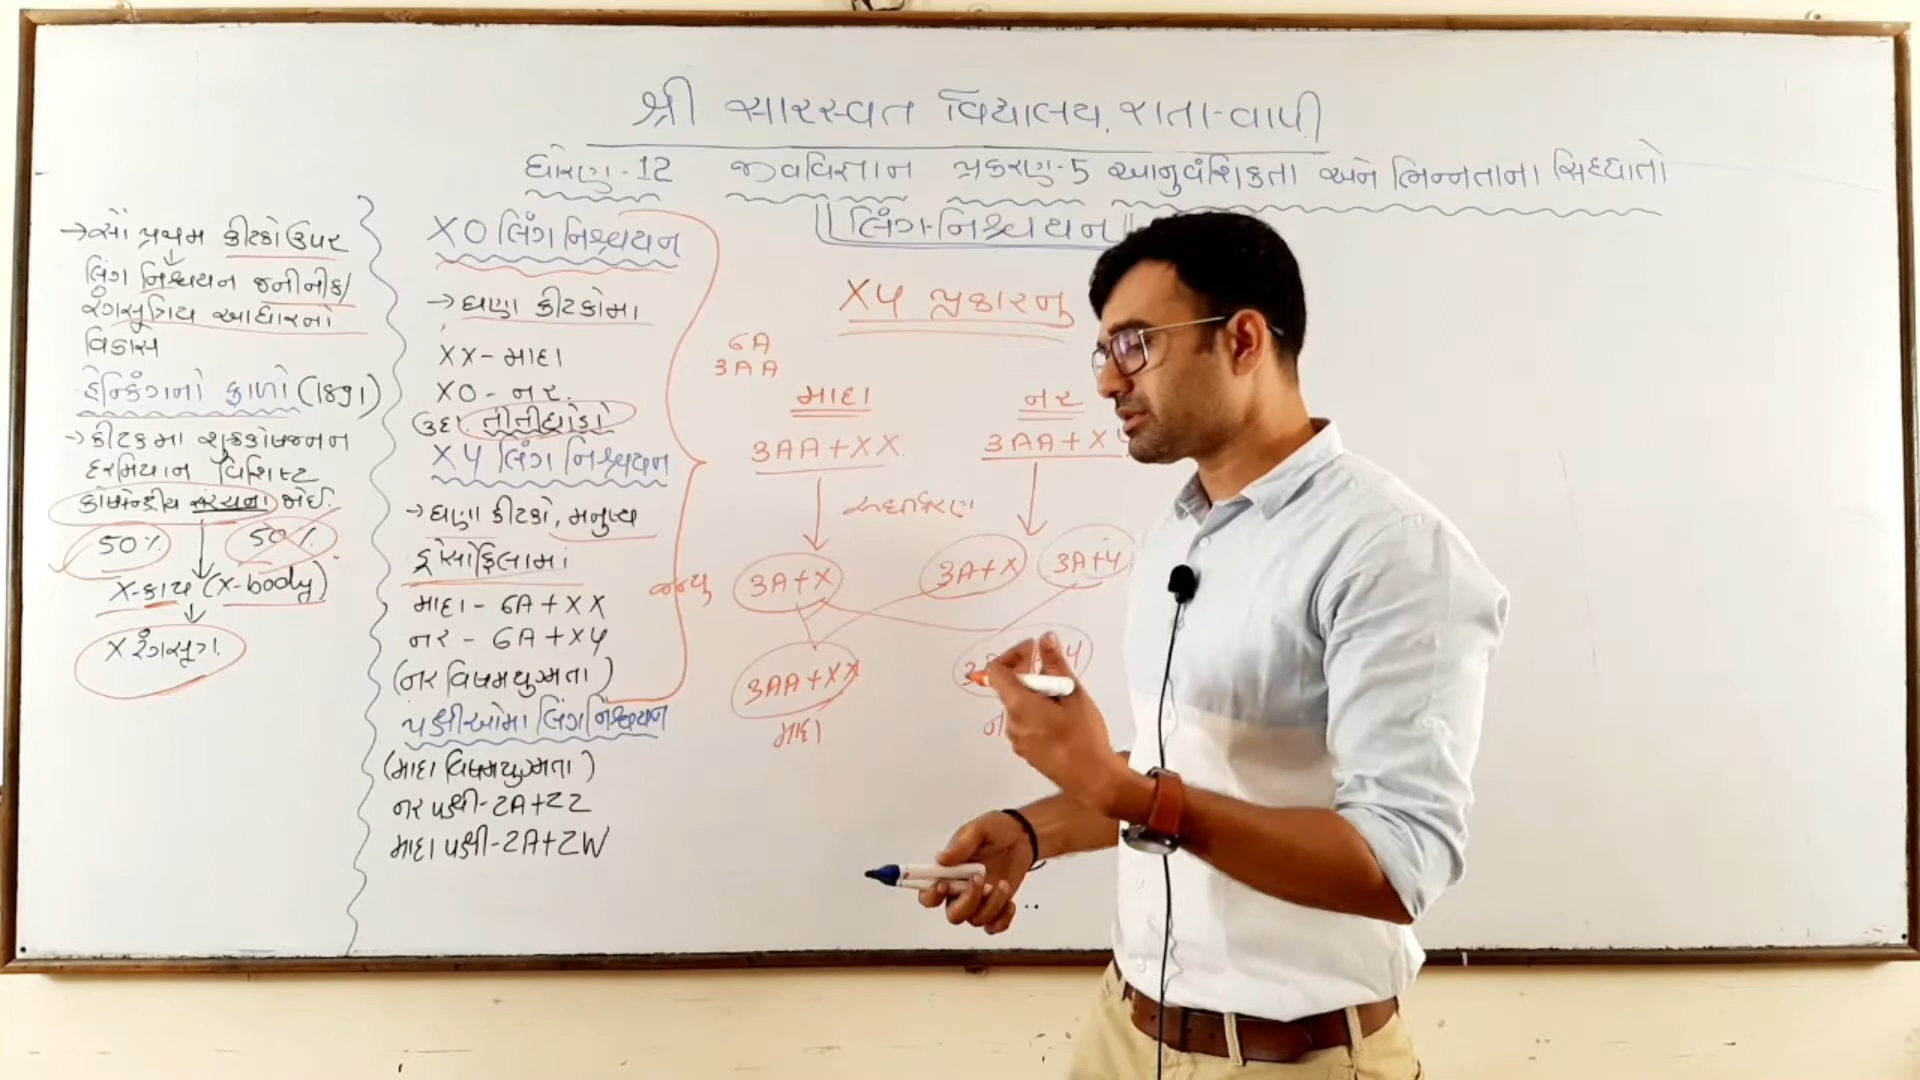 શ્રી સારસ્વત વિદ્યાલય, રાતા-વાપી
ધોરણ-12 જીવવિજ્ઞાન પ્રકરણ-5 આનુવંશિકતા અને ભિન્નતાના સિધ્ધાતો
લિંગ-નિશ્ચયન
→ સૌ પ્રથમ કીટકો ઉપર
લિંગ નિશ્ચયન જનીનીક/
રંગસૂત્રિય આધારનો
વિકાસ
હેન્કિંગનો ફાળો (1891)
→ કીટકમા શુક્રકોષજનન
દરમિયાન વિશિષ્ટ
કોષકેન્દ્રીય સંરચના જોઈ.
50% 50%
X-કાય (X-body)
X રંગસૂત્ર
XO લિંગ નિશ્ચયન
→ ઘણા કીટકોમા
XX - માદા
XO - નર.
ઉદા. તીતીઘોડો
XY લિંગ નિશ્ચયન
→ ઘણા કીટકો, મનુષ્ય
ડ્રોસોફિલામાં
માદા - 6A + XX
નર - 6A + XY
(નર વિષમયુગ્મતા)
પક્ષીઓમા લિંગ નિશ્ચયન
(માદા વિષમયુગ્મતા)
નર પક્ષી - 2A+ZZ
માદા પક્ષી - 2A+ZW
XY પ્રકારનુ
6A
3AA
માદા નર
3AA+XX 3AA+X
અર્ધીકરણ
જન્યુ 3A+X 3A+X 3A+Y
3AA+XX
માદા